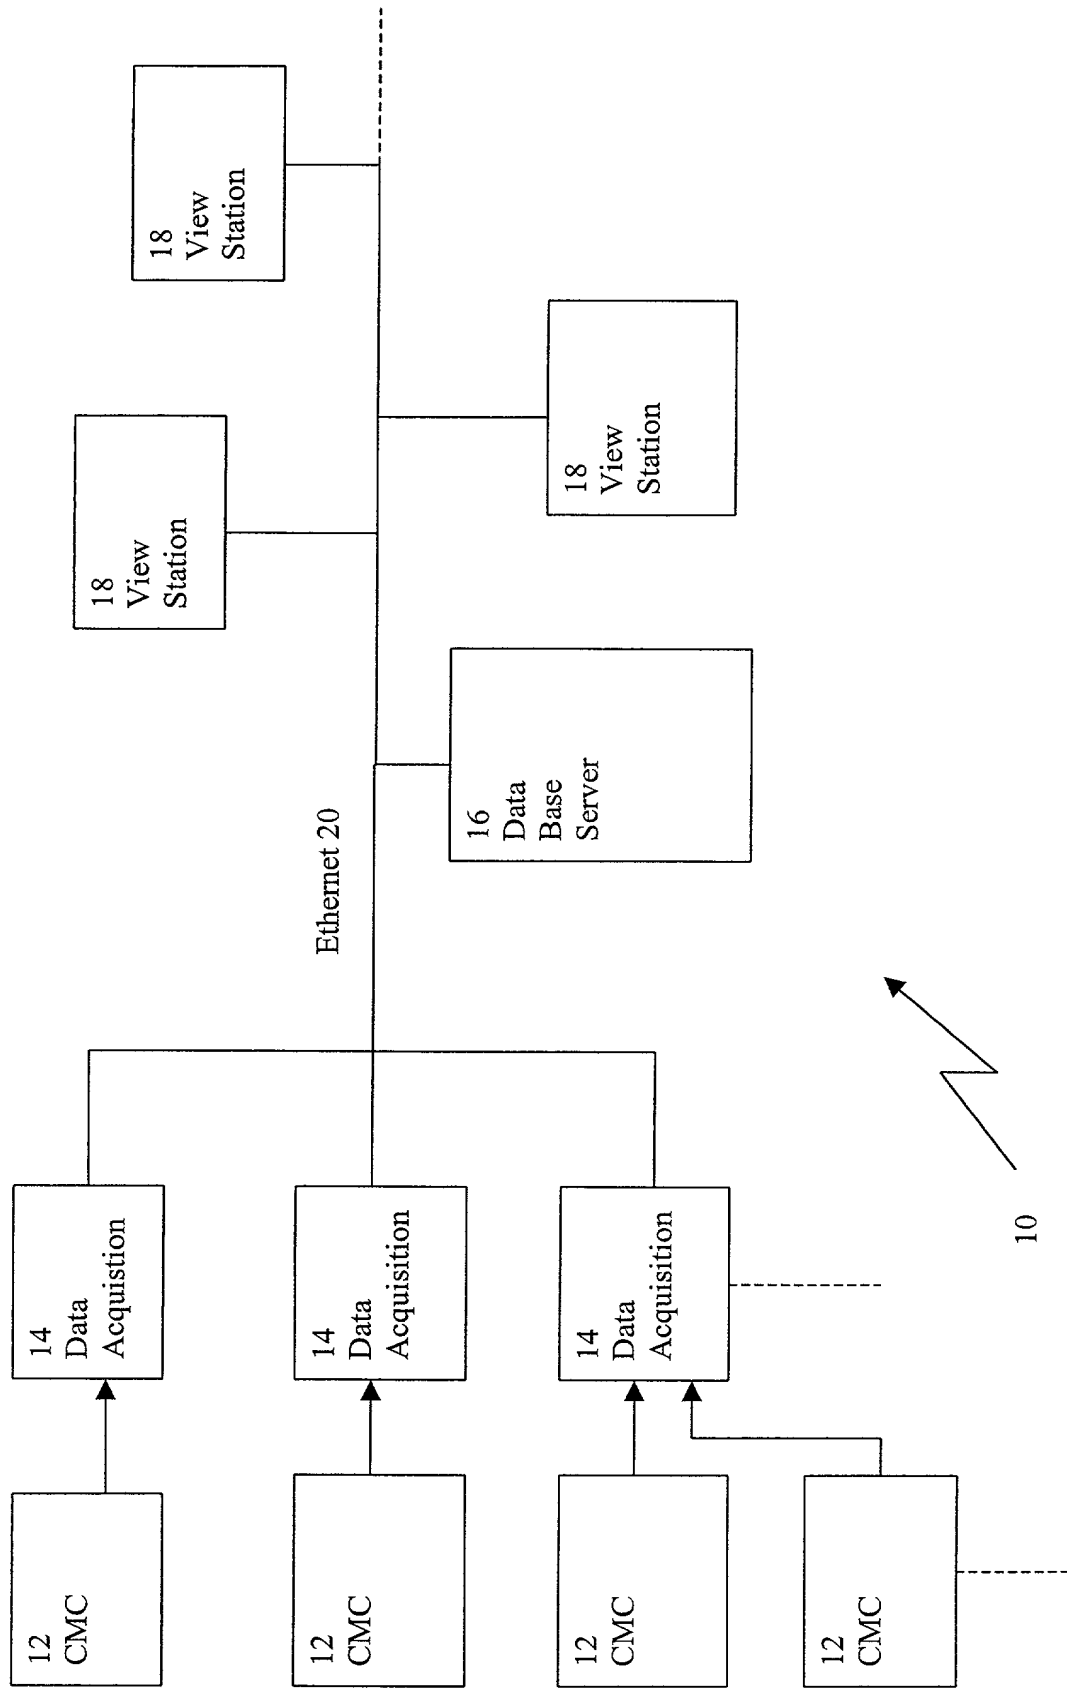 12
CMC
14
Data
Acquistion
12
CMC
14
Data
Acquisition
12
CMC
14
Data
Acquisition
12
CMC
Ethernet 20
16
Data
Base
Server
18
View
Station
18
View
Station
18
View
Station
10